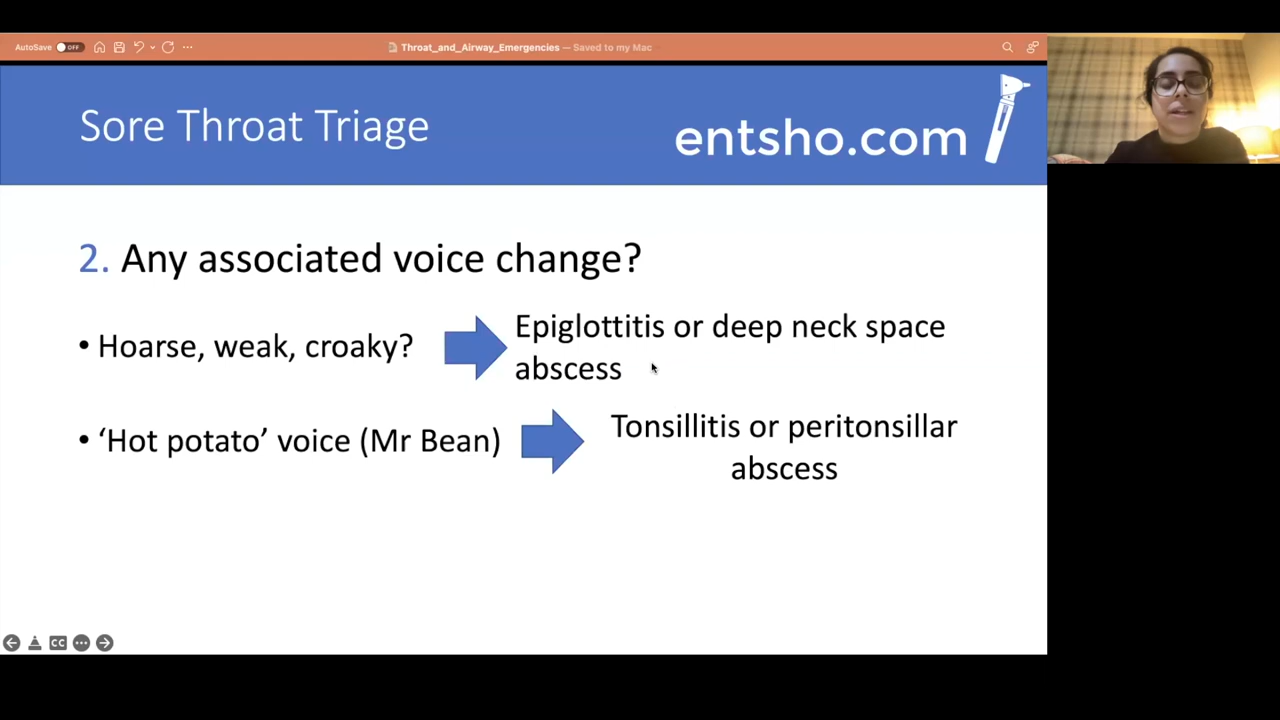 AutoSave OFF
Throat_and_Airway_Emergencies — Saved to my Mac
Sore Throat Triage
entsho.com
2. Any associated voice change?
• Hoarse, weak, croaky?
Epiglottitis or deep neck space
abscess
• ‘Hot potato’ voice (Mr Bean)
Tonsillitis or peritonsillar
abscess
CC